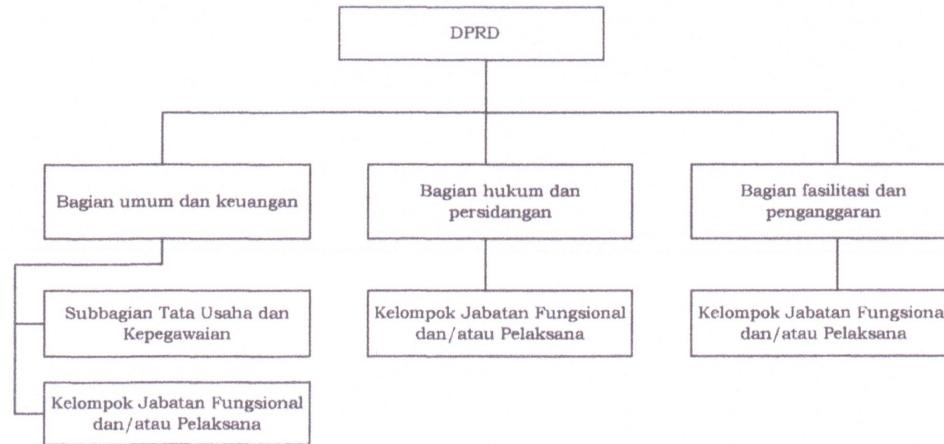 DPRD
Bagian umum dan keuangan
Bagian hukum dan
persidangan
Bagian fasilitasi dan
penganggaran
Subbagian Tata Usaha dan
Kepegawaian
Kelompok Jabatan Fungsional
dan/atau Pelaksana
Kelompok Jabatan Fungsional
dan/atau Pelaksana
Kelompok Jabatan Fungsional
dan/atau Pelaksana